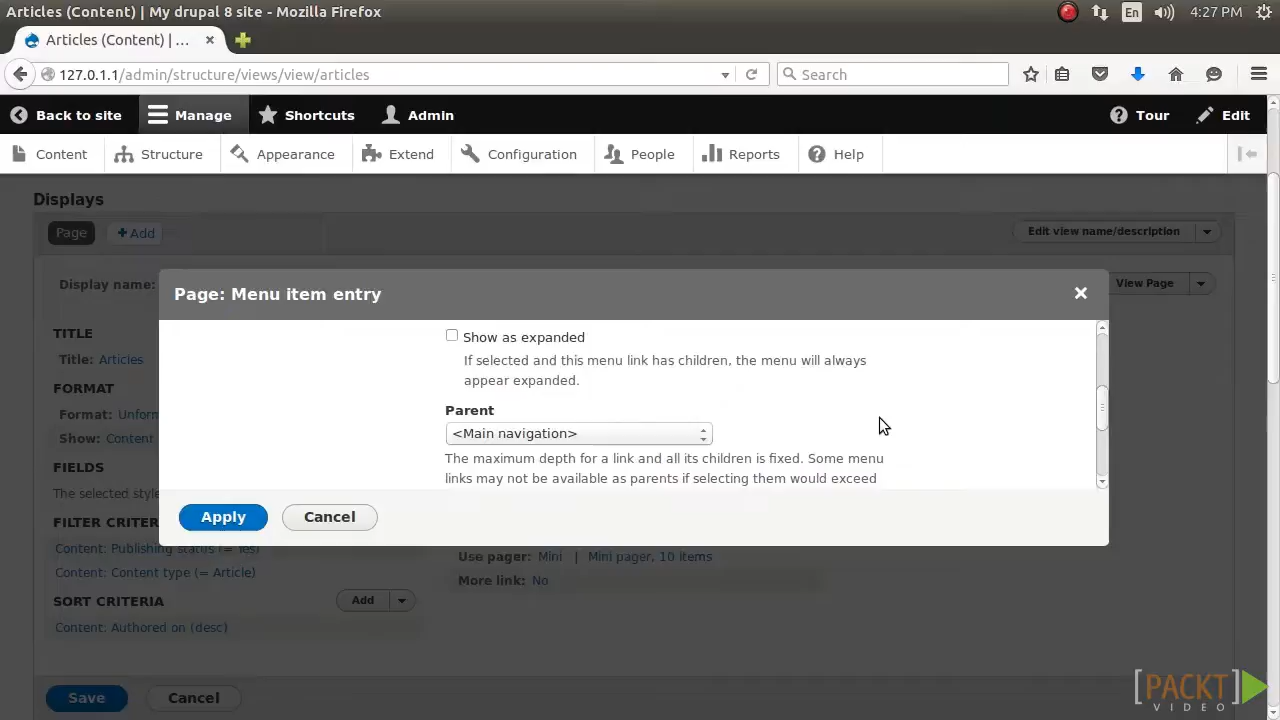 Articles (Content) | My drupal 8 site - Mozilla Firefox
En
4:27 PM
Articles (Content) | ...
127.0.1.1/admin/structure/views/view/articles
Search
Back to site
Manage
Shortcuts
Admin
Tour
Edit
Content
Structure
Appearance
Extend
Configuration
People
Reports
Help
Displays
Page
Add
Edit view name/description
Display name:
View Page
Page: Menu item entry
TITLE
Title: Articles
FORMAT
Format: Unform
Show: Content
FIELDS
The selected style
FILTER CRITER
Content: Publishing status (= Yes)
Content: Content type (= Article)
SORT CRITERIA
Add
Content: Authored on (desc)
Show as expanded
If selected and this menu link has children, the menu will always
appear expanded.
Parent
<Main navigation>
The maximum depth for a link and all its children is fixed. Some menu
links may not be available as parents if selecting them would exceed
Apply
Cancel
Use pager: Mini | Mini pager, 10 items
More link: No
Save
Cancel
[PACKT]
VIDEO